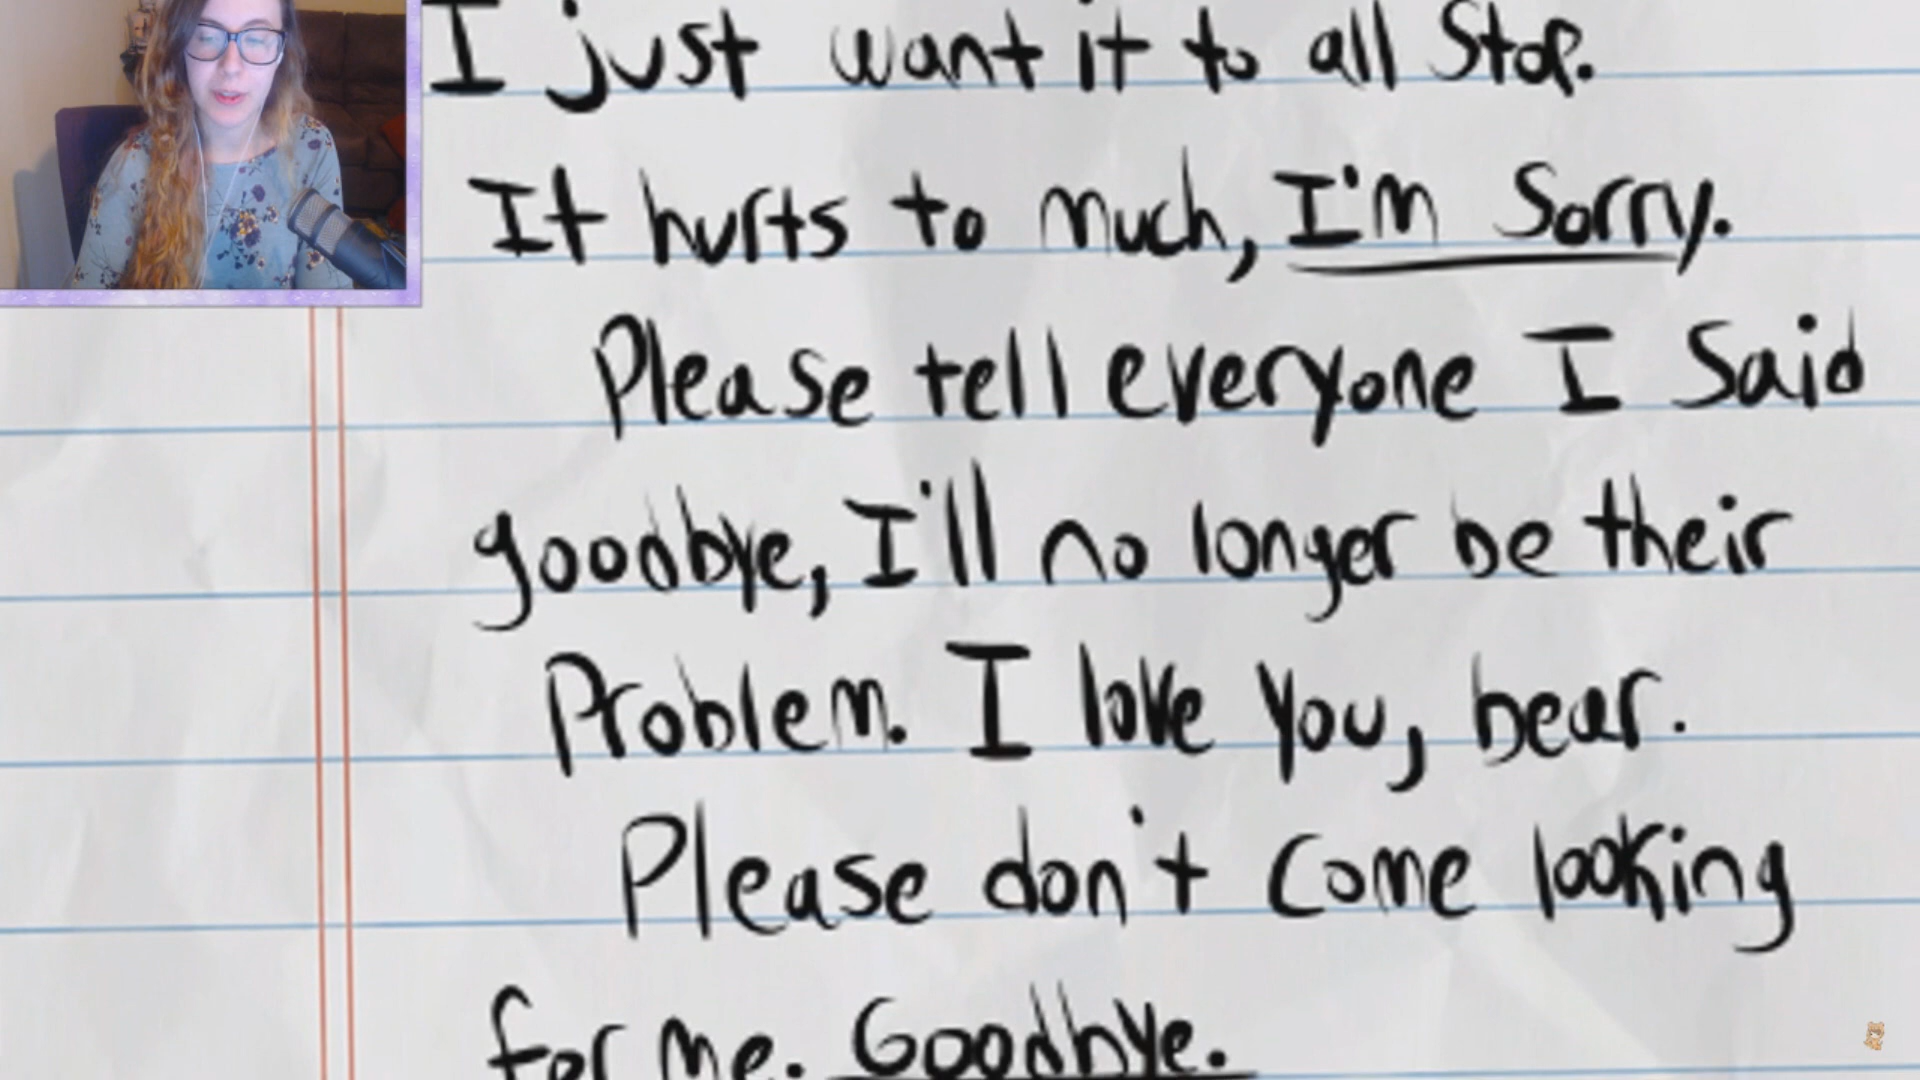 I just want it to all Stop.
It hurts to much, I'm Sorry.
Please tell everyone I Said
goodbye, I'll no longer be their
Problem. I love you, bear.
Please don't come looking
for me. Goodbye.